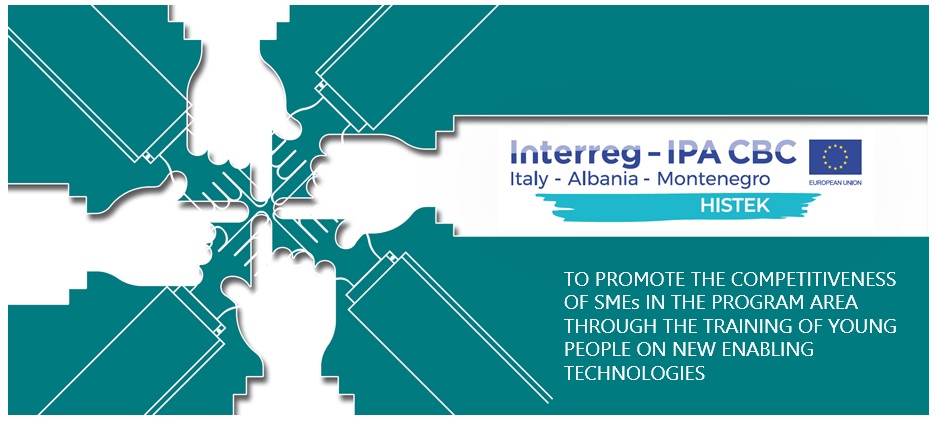 Interreg - IPA CBC
Italy - Albania - Montenegro
EUROPEAN UNION
HISTEK
TO PROMOTE THE COMPETITIVENESS
OF SMEs IN THE PROGRAM AREA
THROUGH THE TRAINING OF YOUNG
PEOPLE ON NEW ENABLING
TECHNOLOGIES